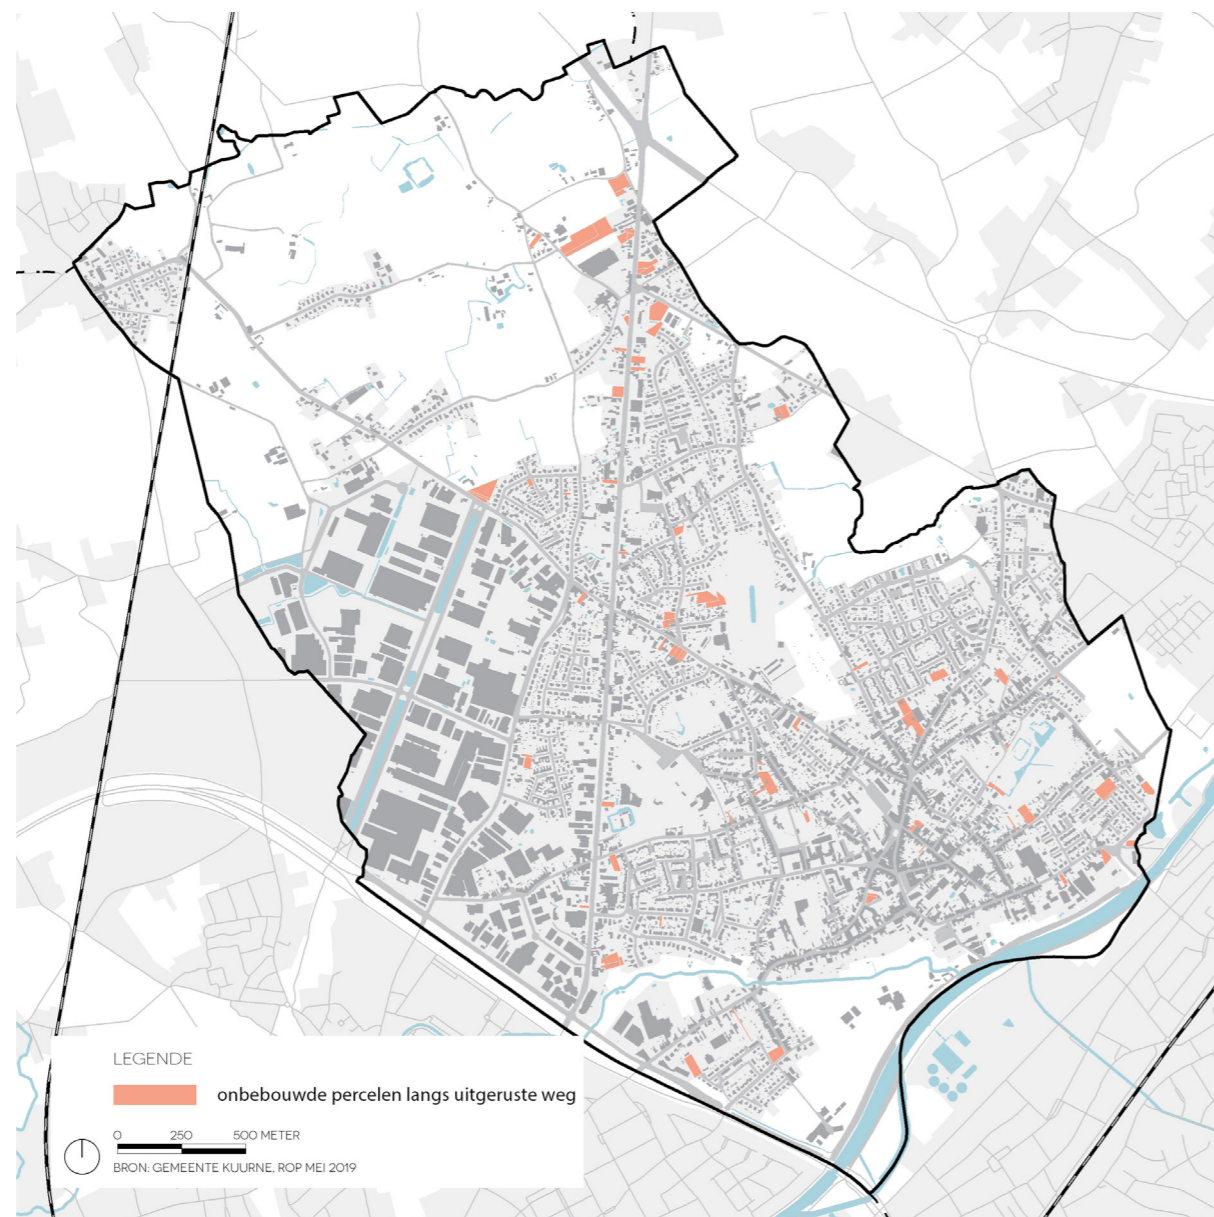 LEGENDE
onbebouwde percelen langs uitgeruste weg
0 250 500 METER
BRON: GEMEENTE KUURNE, ROP MEI 2019